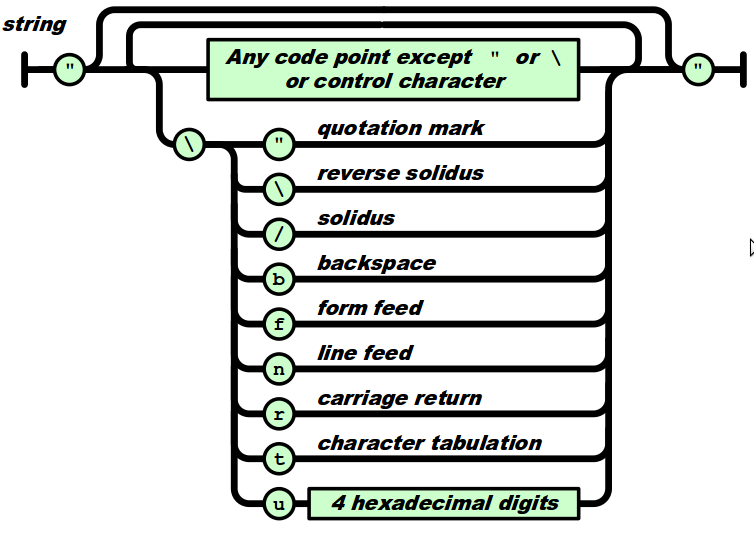 string
" Any code point except " or \ "
or control character
\ " quotation mark
\ reverse solidus
/ solidus
b backspace
f form feed
n line feed
r carriage return
t character tabulation
u 4 hexadecimal digits